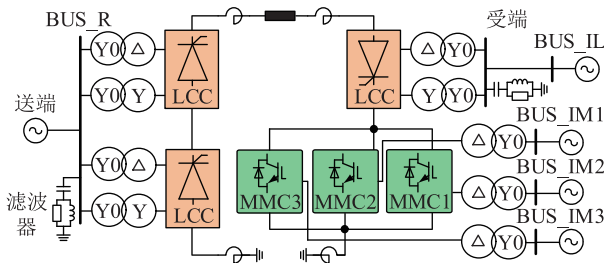 BUS_R
受端
BUS_IL
Y0 △
△ Y0
Y0 Y
LCC
LCC
Y Y0
送端
BUS_IM1
△ Y0
Y0 △
BUS_IM2
MMC3
MMC2
MMC1
△ Y0
滤波器
Y0 Y
LCC
BUS_IM3
△ Y0